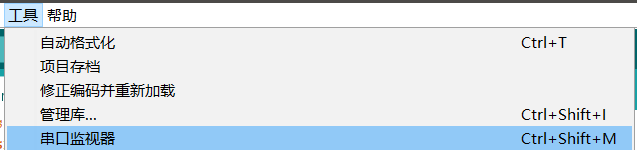 工具 帮助
自动格式化 Ctrl+T
项目存档
修正编码并重新加载
管理库... Ctrl+Shift+I
串口监视器 Ctrl+Shift+M